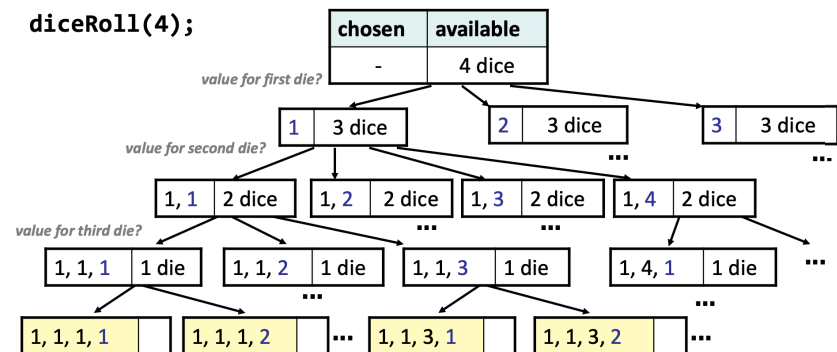 diceRoll(4);
chosen available
- 4 dice
value for first die?
1 3 dice
2 3 dice
3 3 dice
value for second die?
...
...
1, 1 2 dice
1, 2 2 dice
1, 3 2 dice
1, 4 2 dice
...
...
value for third die?
1, 1, 1 1 die
1, 1, 2 1 die
1, 1, 3 1 die
1, 4, 1 1 die
...
...
...
1, 1, 1, 1
1, 1, 1, 2
...
1, 1, 3, 1
1, 1, 3, 2
...